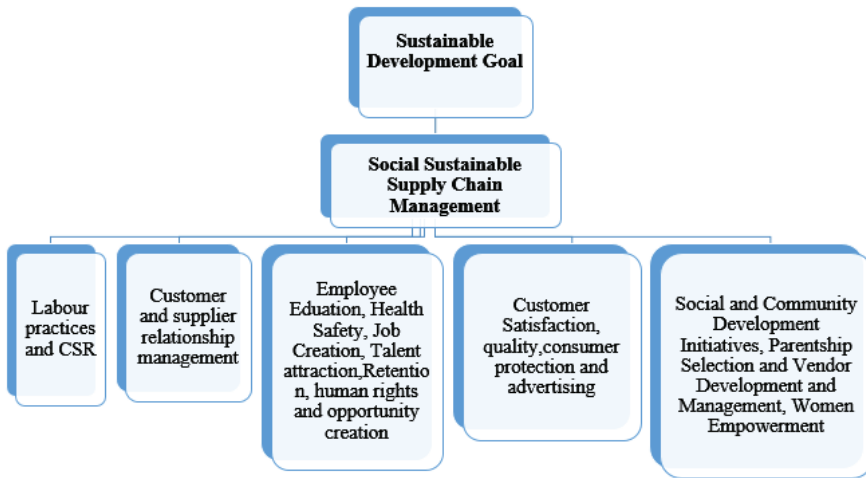 Sustainable
Development Goal
Social Sustainable
Supply Chain
Management
Labour
practices
and CSR
Customer
and supplier
relationship
management
Employee
Eduation, Health
Safety, Job
Creation, Talent
attraction,Retentio
n, human rights
and opportunity
creation
Customer
Satisfaction,
quality,consumer
protection and
advertising
Social and Community
Development
Initiatives, Parentship
Selection and Vendor
Development and
Management, Women
Empowerment